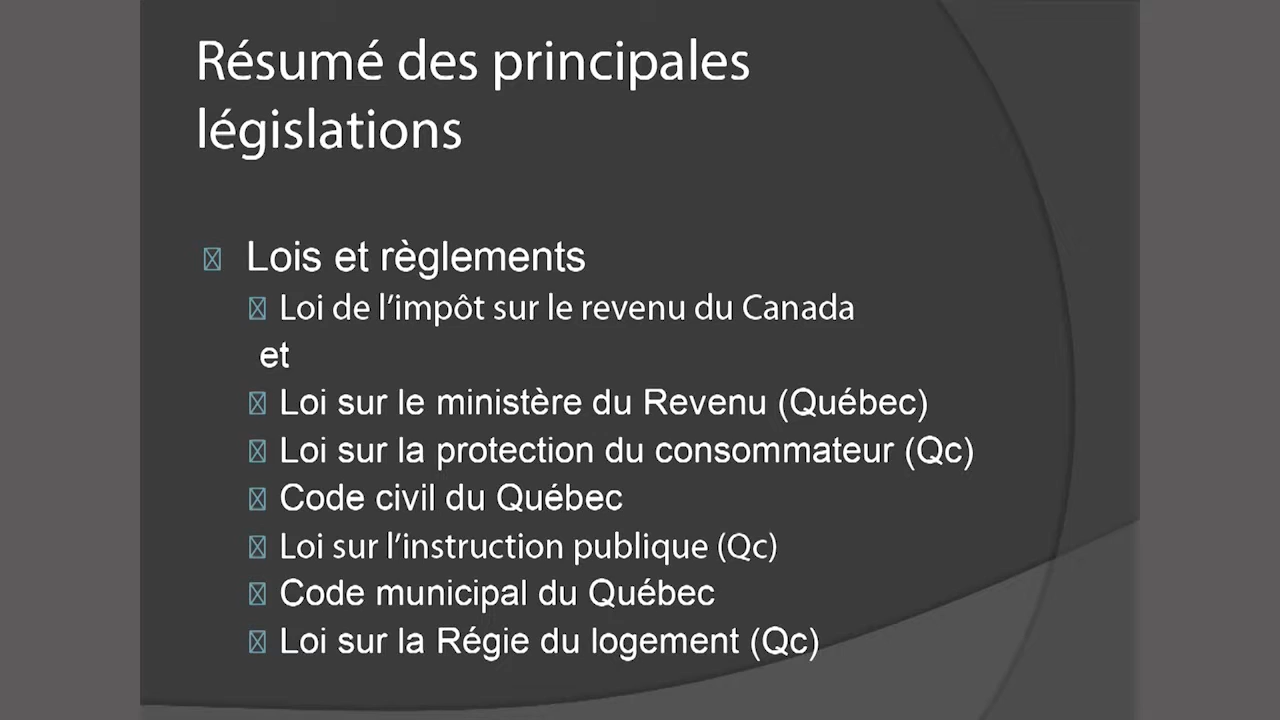 Résumé des principales
législations
Lois et règlements
Loi de l’impôt sur le revenu du Canada
et
Loi sur le ministère du Revenu (Québec)
Loi sur la protection du consommateur (Qc)
Code civil du Québec
Loi sur l’instruction publique (Qc)
Code municipal du Québec
Loi sur la Régie du logement (Qc)